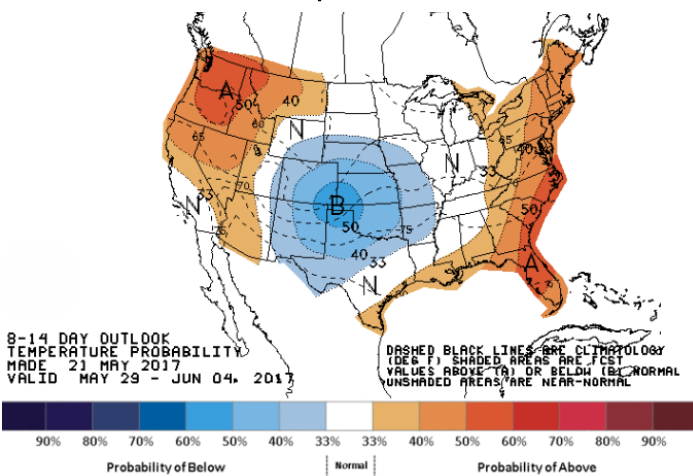 A
50
40
60
65
N
B
50
40
33
N
75
N
33
70
75
N
33
65
40
50
A
8-14 DAY OUTLOOK
TEMPERATURE PROBABILITY
MADE 21 MAY 2017
VALID MAY 29 - JUN 04, 2017
DASHED BLACK LINES ARE CLIMATOLOGY
(DEG F) SHADED AREAS ARE FCST
VALUES ABOVE (A) OR BELOW (B) NORMAL
UNSHADED AREAS ARE NEAR-NORMAL
90% 80% 70% 60% 50% 40% 33% 33% 40% 50% 60% 70% 80% 90%
Probability of Below Normal Probability of Above